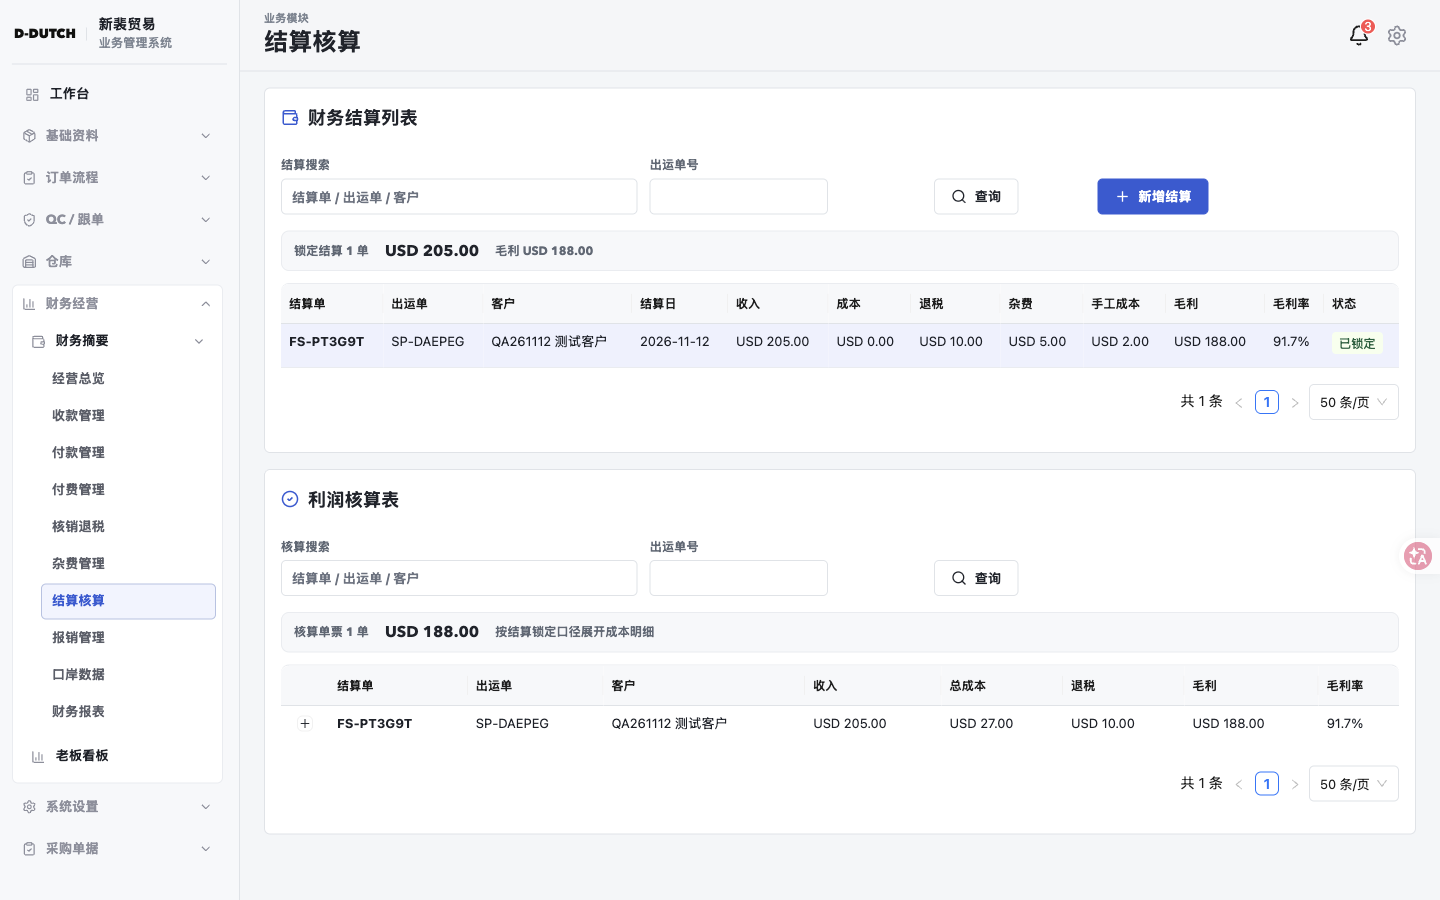 D-DUTCH
新裴贸易
业务管理系统
工作台
基础资料
订单流程
QC / 跟单
仓库
财务经营
财务摘要
经营总览
收款管理
付款管理
付费管理
核销退税
杂费管理
结算核算
报销管理
口岸数据
财务报表
老板看板
系统设置
采购单据
业务模块
结算核算
3
财务结算列表
结算搜索 出运单号
结算单 / 出运单 / 客户 查询 新增结算
锁定结算 1 单 USD 205.00 毛利 USD 188.00
结算单 出运单 客户 结算日 收入 成本 退税 杂费 手工成本 毛利 毛利率 状态
FS-PT3G9T SP-DAEPEG QA261112 测试客户 2026-11-12 USD 205.00 USD 0.00 USD 10.00 USD 5.00 USD 2.00 USD 188.00 91.7% 已锁定
共 1 条 < 1 > 50 条/页
利润核算表
核算搜索 出运单号
结算单 / 出运单 / 客户 查询
核算单票 1 单 USD 188.00 按结算锁定口径展开成本明细
结算单 出运单 客户 收入 总成本 退税 毛利 毛利率
+ FS-PT3G9T SP-DAEPEG QA261112 测试客户 USD 205.00 USD 27.00 USD 10.00 USD 188.00 91.7%
共 1 条 < 1 > 50 条/页